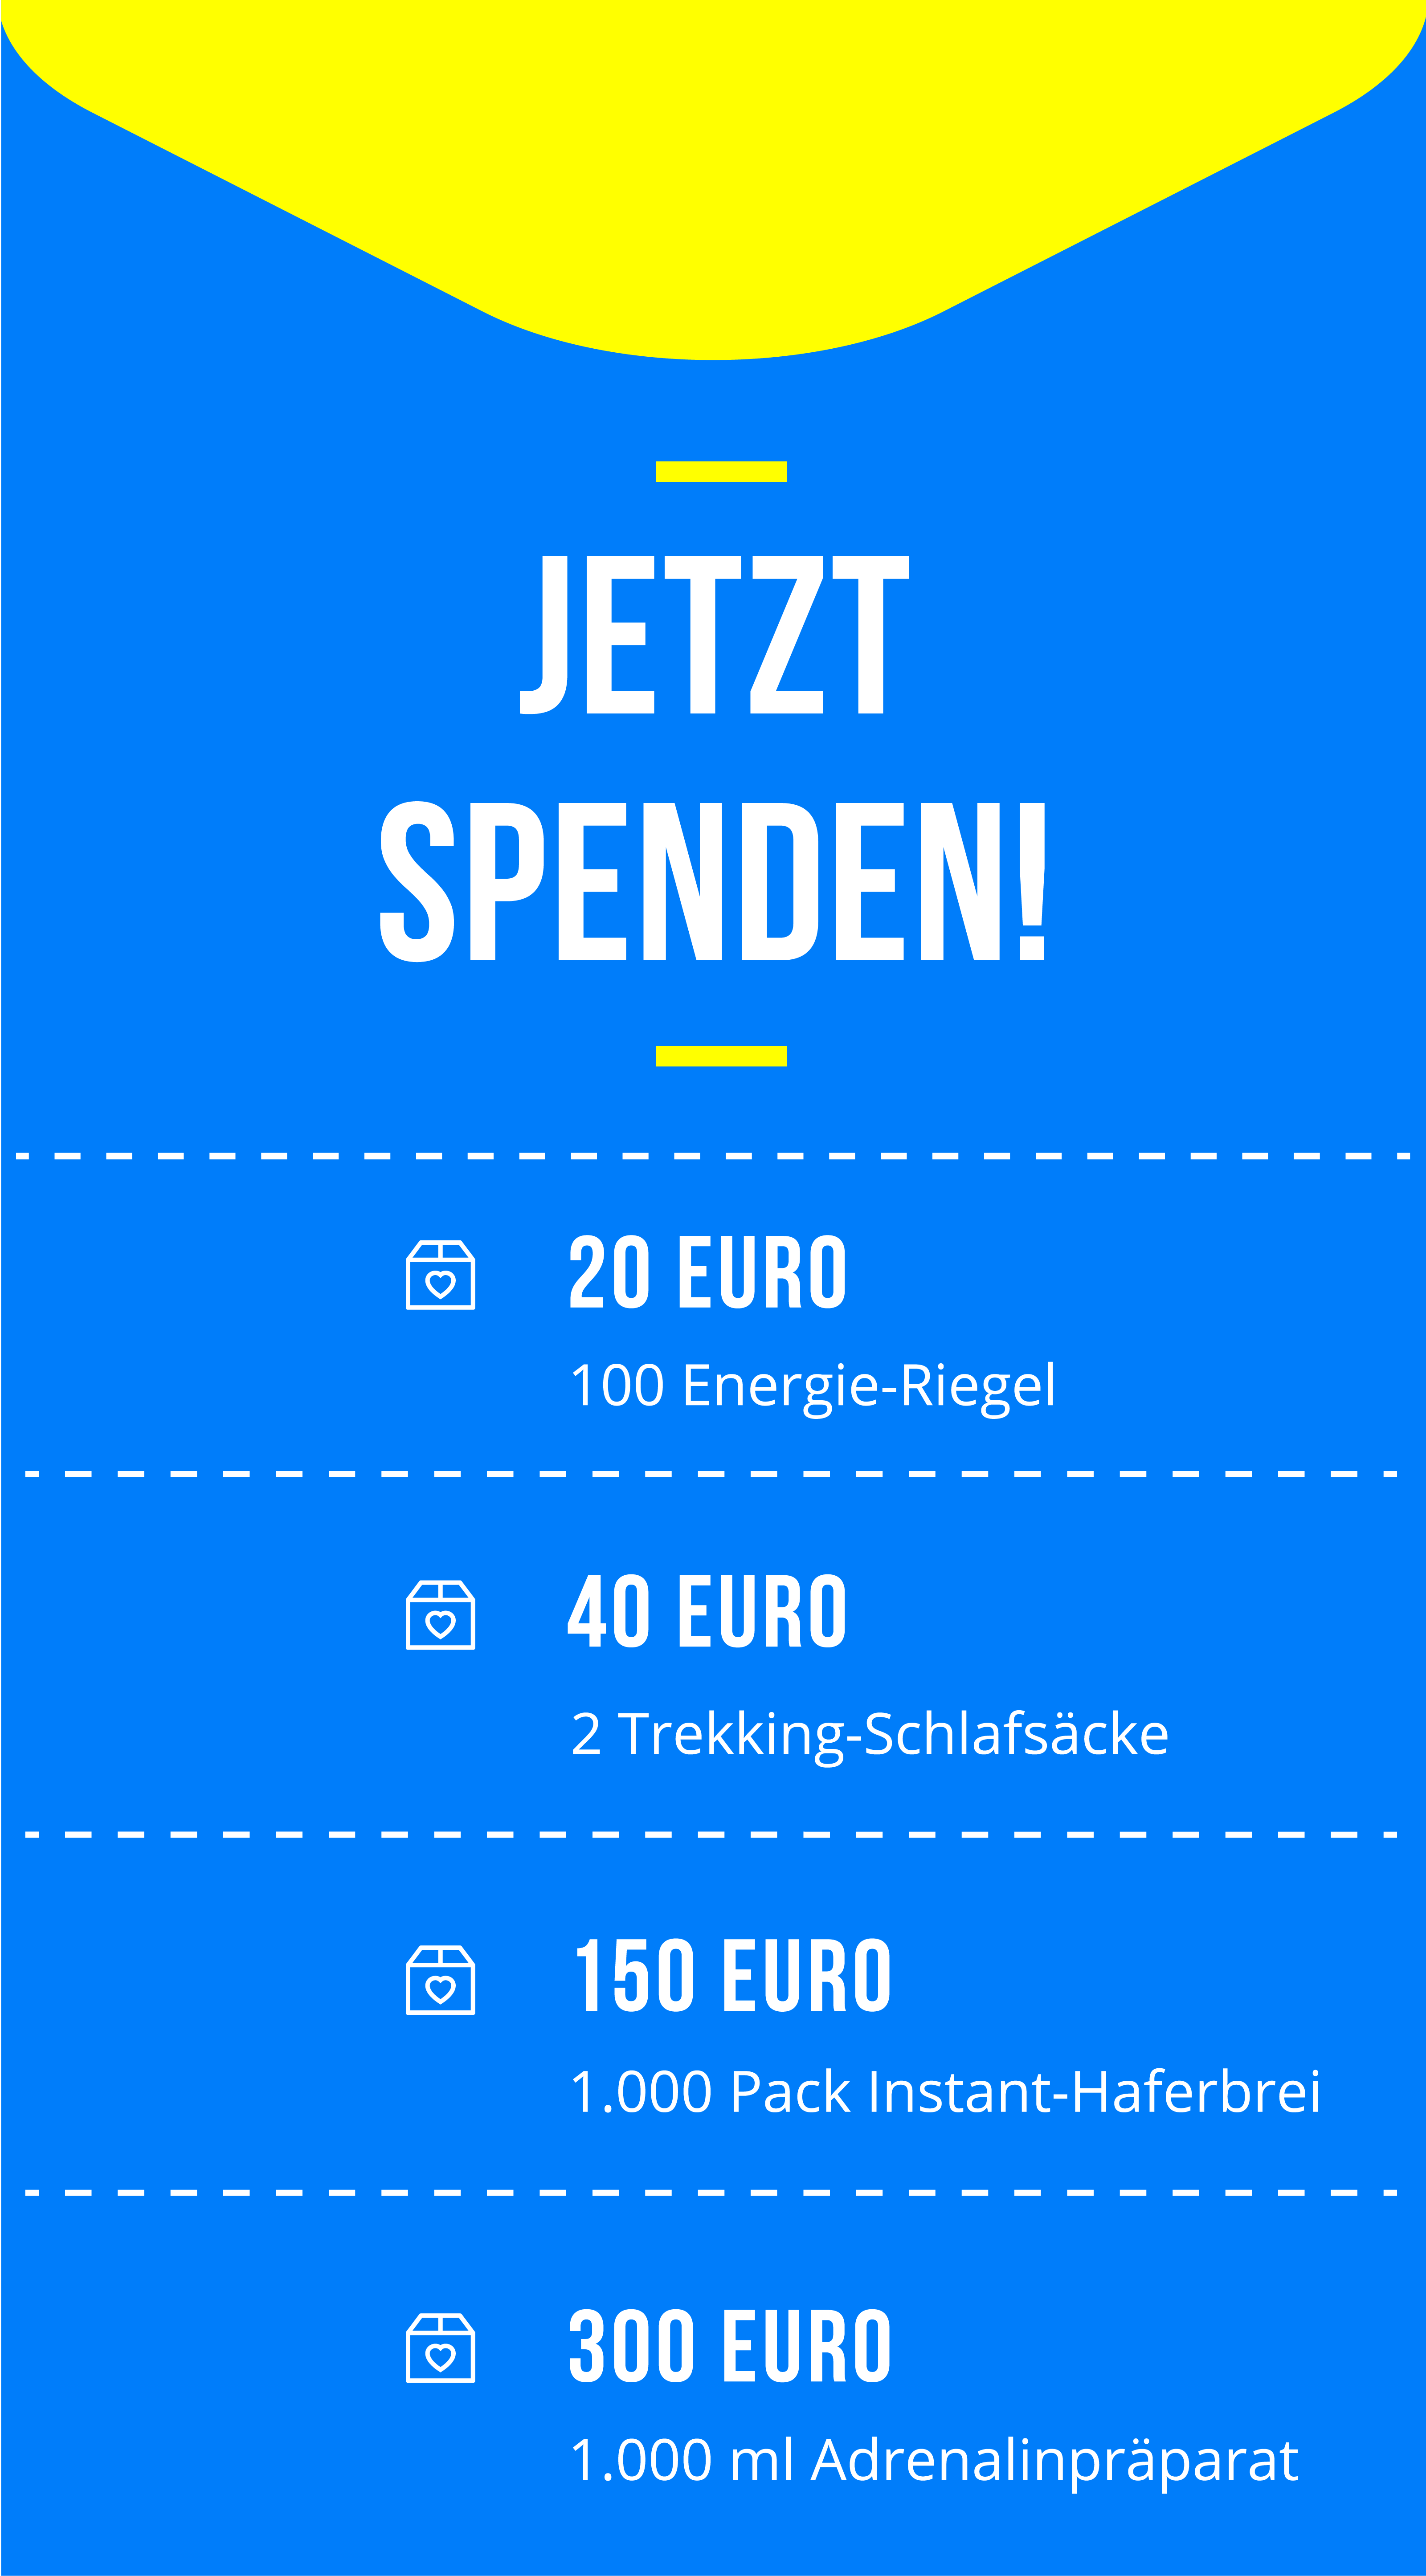 JETZT
SPENDEN!
20 EURO
100 Energie-Riegel
40 EURO
2 Trekking-Schlafsäcke
150 EURO
1.000 Pack Instant-Haferbrei
300 EURO
1.000 ml Adrenalinpräparat